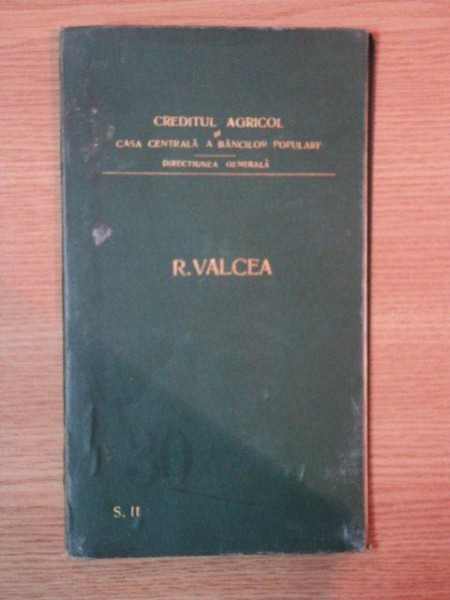 CREDITUL AGRICOL
și
CASA CENTRALĂ A BĂNCILOR POPULARE
DIRECȚIUNEA GENERALĂ
R. VALCEA
30
S. II